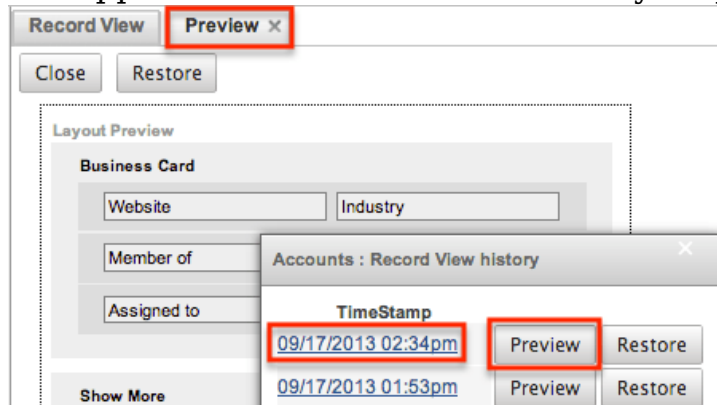 Record View Preview ×
Close Restore
Layout Preview
Business Card
Website Industry
Member of
Assigned to
Show More
Accounts : Record View history
TimeStamp
09/17/2013 02:34pm Preview Restore
09/17/2013 01:53pm Preview Restore